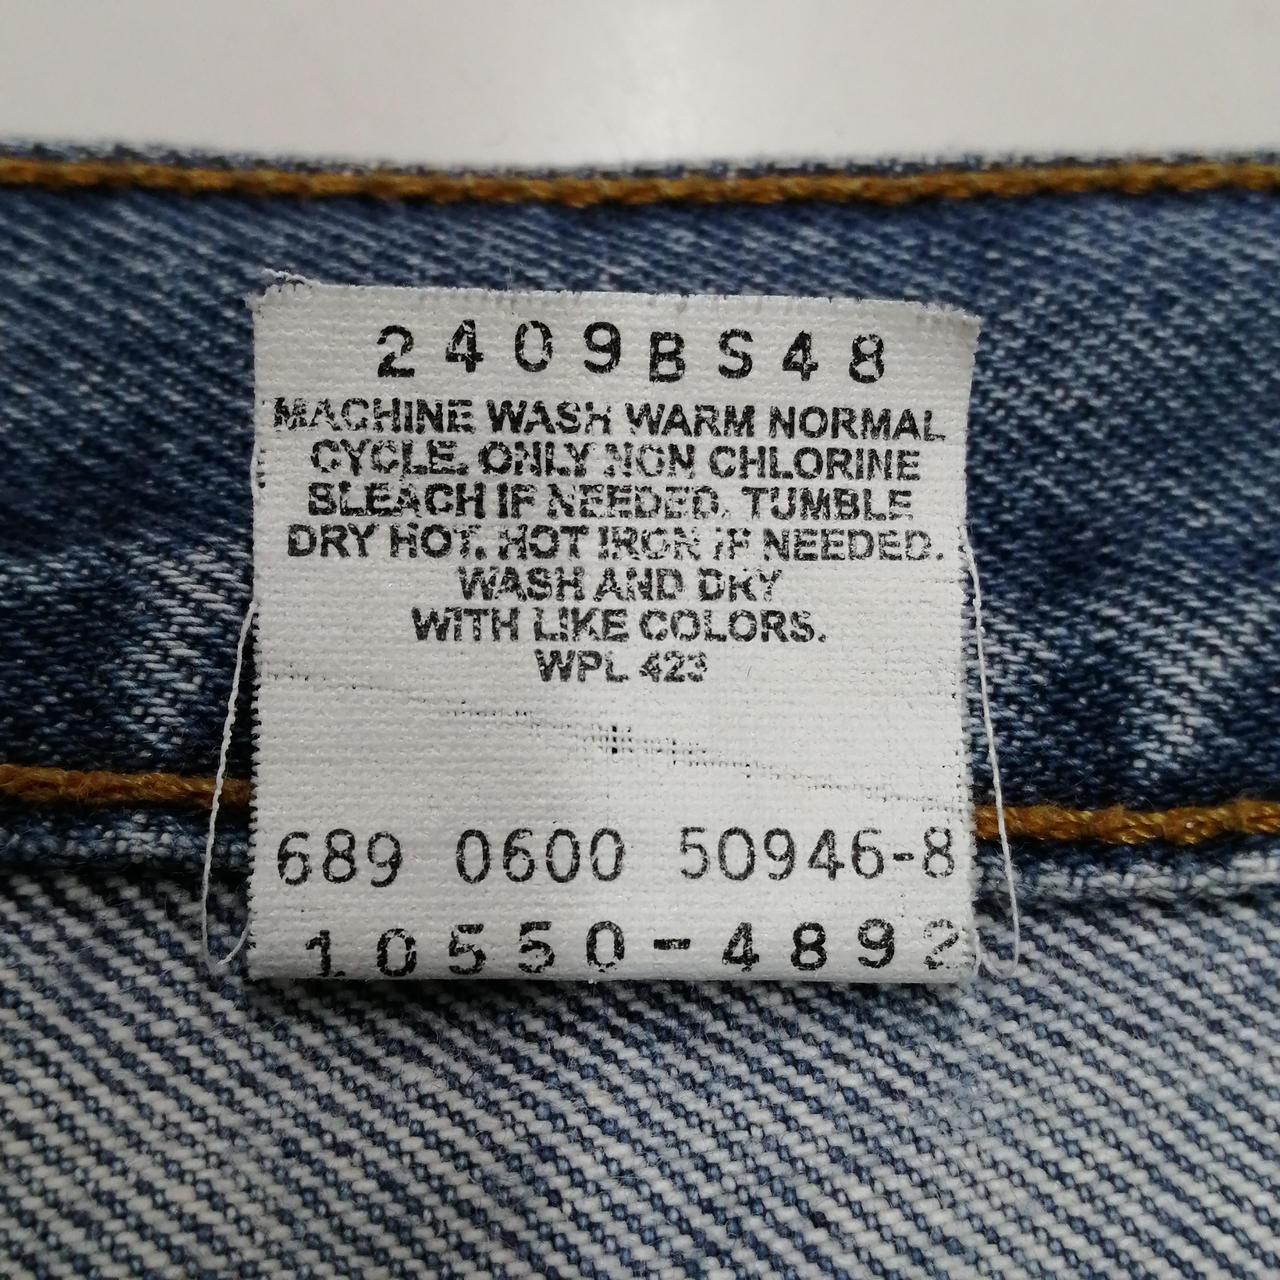 2409BS48
MACHINE WASH WARM NORMAL
CYCLE. ONLY NON CHLORINE
BLEACH IF NEEDED. TUMBLE
DRY HOT. HOT IRON IF NEEDED.
WASH AND DRY
WITH LIKE COLORS.
WPL 423
689 0600 50946-8
10550-4892